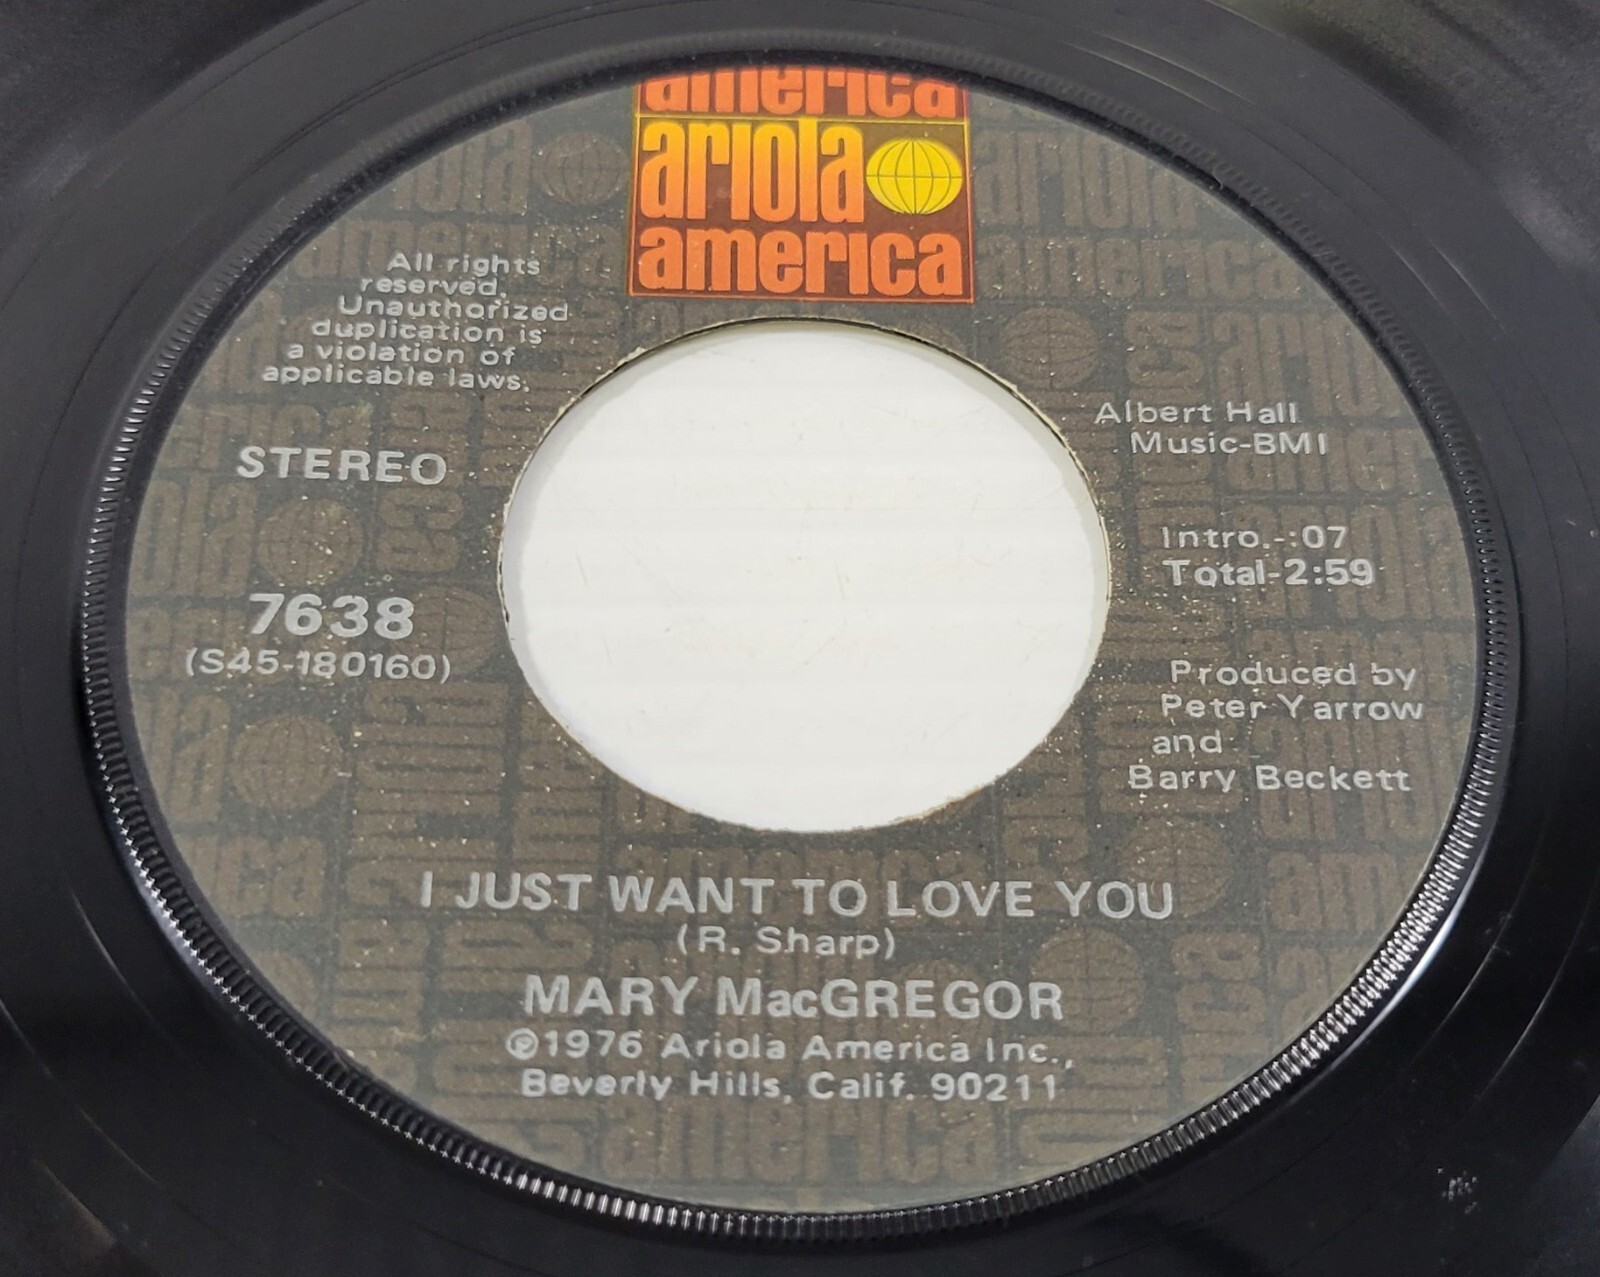 america
ariola
america
All rights
reserved.
Unauthorized
duplication is
a violation of
applicable laws.
STEREO
7638
(S45-180160)
Albert Hall
Music-BMI
Intro.-:07
Total-2:59
Produced by
Peter Yarrow
and
Barry Beckett
I JUST WANT TO LOVE YOU
(R. Sharp)
MARY MacGREGOR
℗1976 Ariola America Inc.,
Beverly Hills, Calif. 90211